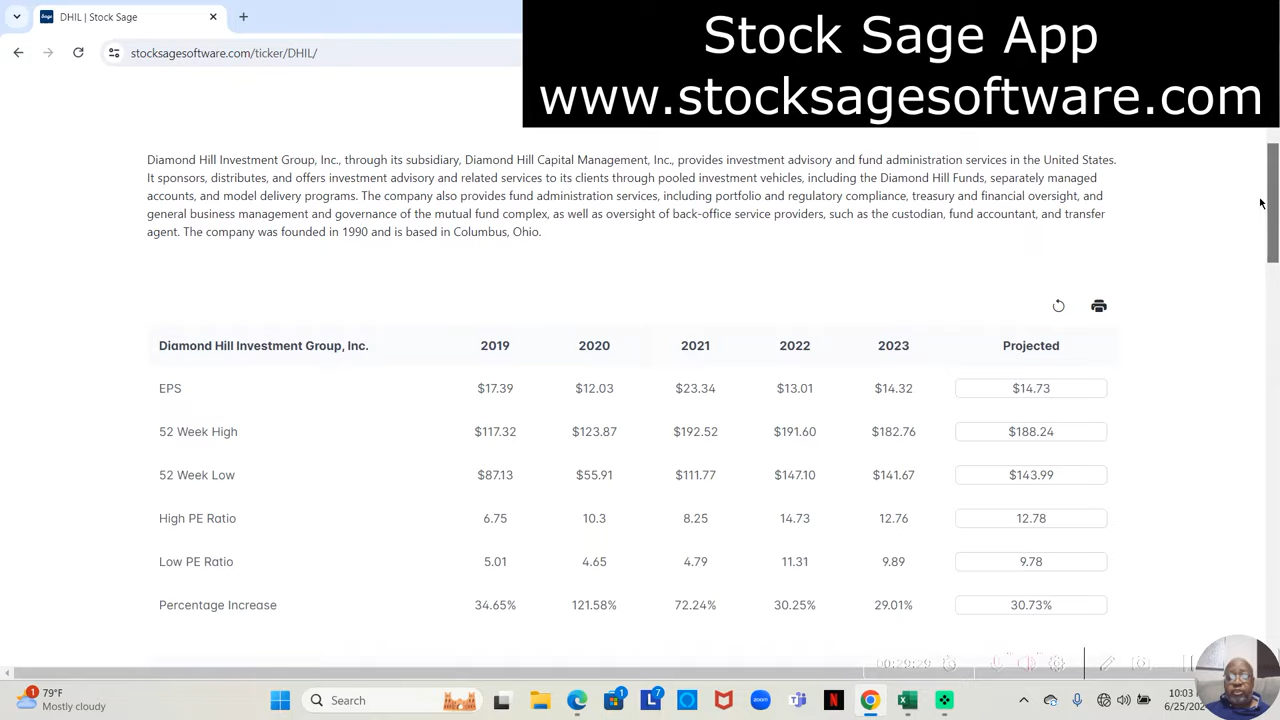 DHIL | Stock Sage
stocksagesoftware.com/ticker/DHIL/
Stock Sage App
www.stocksagesoftware.com
Diamond Hill Investment Group, Inc., through its subsidiary, Diamond Hill Capital Management, Inc., provides investment advisory and fund administration services in the United States.
It sponsors, distributes, and offers investment advisory and related services to its clients through pooled investment vehicles, including the Diamond Hill Funds, separately managed
accounts, and model delivery programs. The company also provides fund administration services, including portfolio and regulatory compliance, treasury and financial oversight, and
general business management and governance of the mutual fund complex, as well as oversight of back-office service providers, such as the custodian, fund accountant, and transfer
agent. The company was founded in 1990 and is based in Columbus, Ohio.
Diamond Hill Investment Group, Inc. 2019 2020 2021 2022 2023 Projected
EPS $17.39 $12.03 $23.34 $13.01 $14.32 $14.73
52 Week High $117.32 $123.87 $192.52 $191.60 $182.76 $188.24
52 Week Low $87.13 $55.91 $111.77 $147.10 $141.67 $143.99
High PE Ratio 6.75 10.3 8.25 14.73 12.76 12.78
Low PE Ratio 5.01 4.65 4.79 11.31 9.89 9.78
Percentage Increase 34.65% 121.58% 72.24% 30.25% 29.01% 30.73%
1 79°F
Mostly cloudy
Search
zoom
10:03
6/25/202